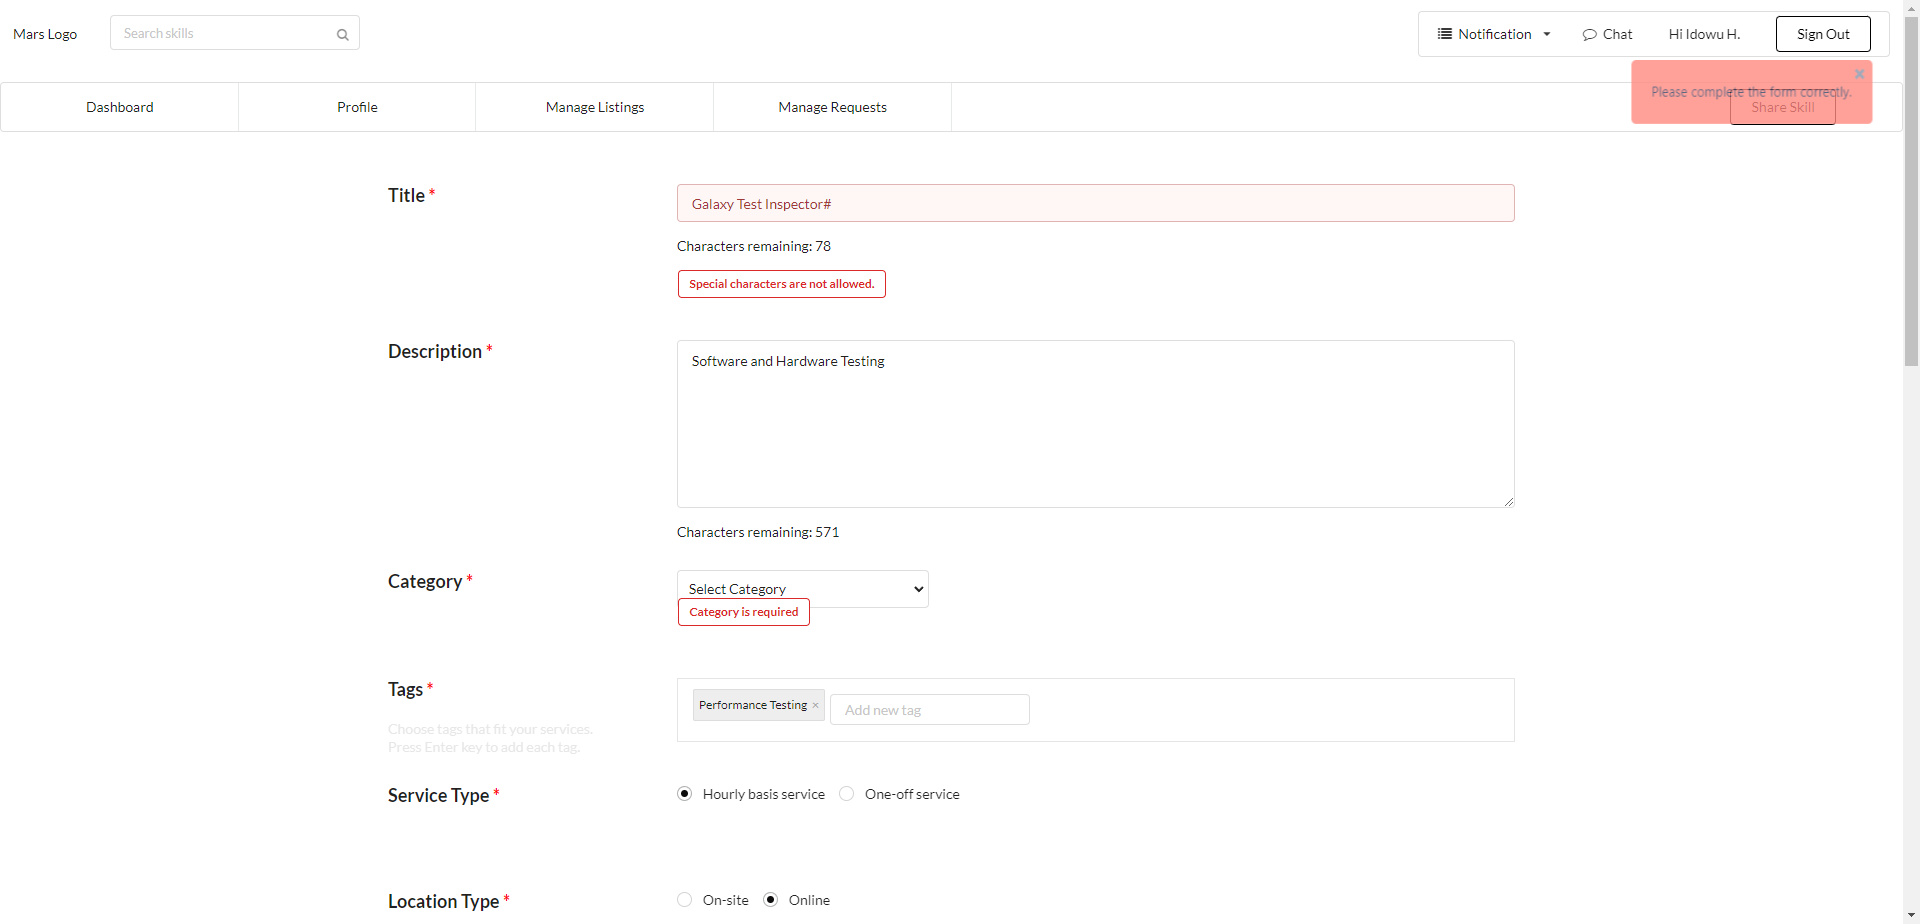 Mars Logo
Search skills
Notification
Chat
Hi Idowu H.
Sign Out
Please complete the form correctly.
Dashboard
Profile
Manage Listings
Manage Requests
Share Skill
Title *
Galaxy Test Inspector#
Characters remaining: 78
Special characters are not allowed.
Description *
Software and Hardware Testing
Characters remaining: 571
Category *
Select Category
Category is required
Tags *
Choose tags that fit your services.
Press Enter key to add each tag.
Performance Testing ×
Add new tag
Service Type *
Hourly basis service
One-off service
Location Type *
On-site
Online